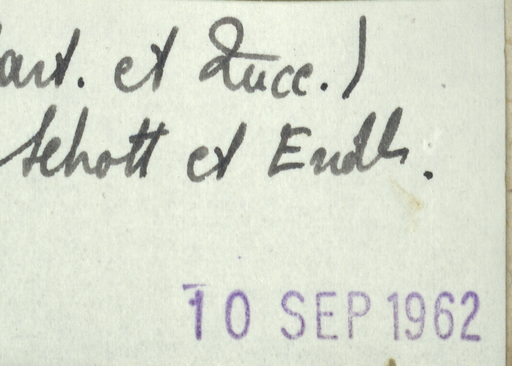 art. et Zucc.)
Schott et Endl.
10 SEP 1962